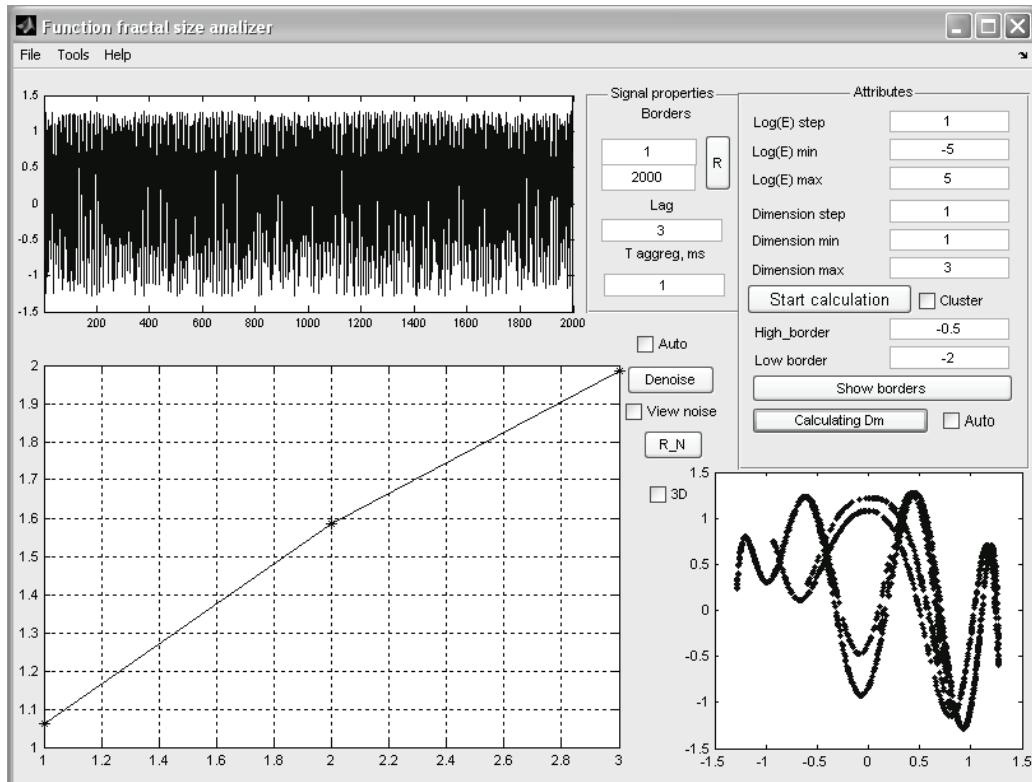 Function fractal size analizer
File Tools Help
1.5
1
0.5
0
-0.5
-1
-1.5
200 400 600 800 1000 1200 1400 1600 1800 2000
Signal properties
Borders
1
2000
R
Lag
3
T aggreg, ms
1
Attributes
Log(E) step 1
Log(E) min -5
Log(E) max 5
Dimension step 1
Dimension min 1
Dimension max 3
Start calculation Cluster
High_border -0.5
Low border -2
Show borders
Calculating Dm Auto
Auto
Denoise
View noise
R_N
3D
2
1.9
1.8
1.7
1.6
1.5
1.4
1.3
1.2
1.1
1
1 1.2 1.4 1.6 1.8 2 2.2 2.4 2.6 2.8 3
1.5
1
0.5
0
-0.5
-1
-1.5
-1.5 -1 -0.5 0 0.5 1 1.5